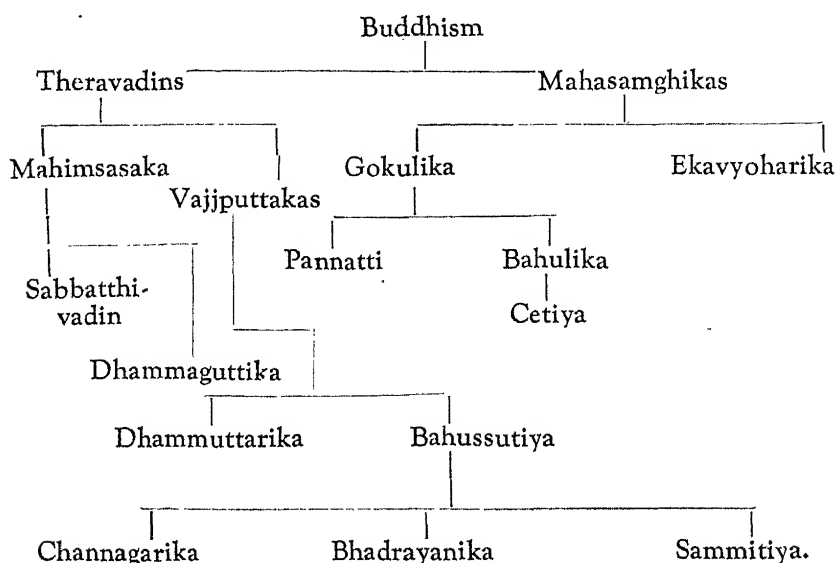 Buddhism
Theravadins Mahasamghikas
Mahimsasaka Gokulika Ekavyoharika
Vajjputtakas
Pannatti Bahulika
Sabbatthi-
vadin
Cetiya
Dhammaguttika
Dhammuttarika Bahussutiya
Channagarika Bhadrayanika Sammitiya.